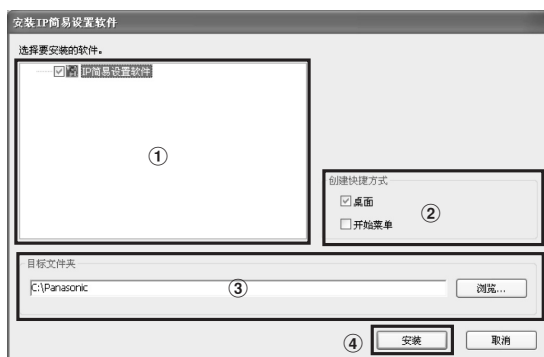 安装IP简易设置软件
选择要安装的软件。
IP简易设置软件
①
创建快捷方式
桌面
②
开始菜单
目标文件夹
C:\Panasonic
③
浏览...
④
安装
取消